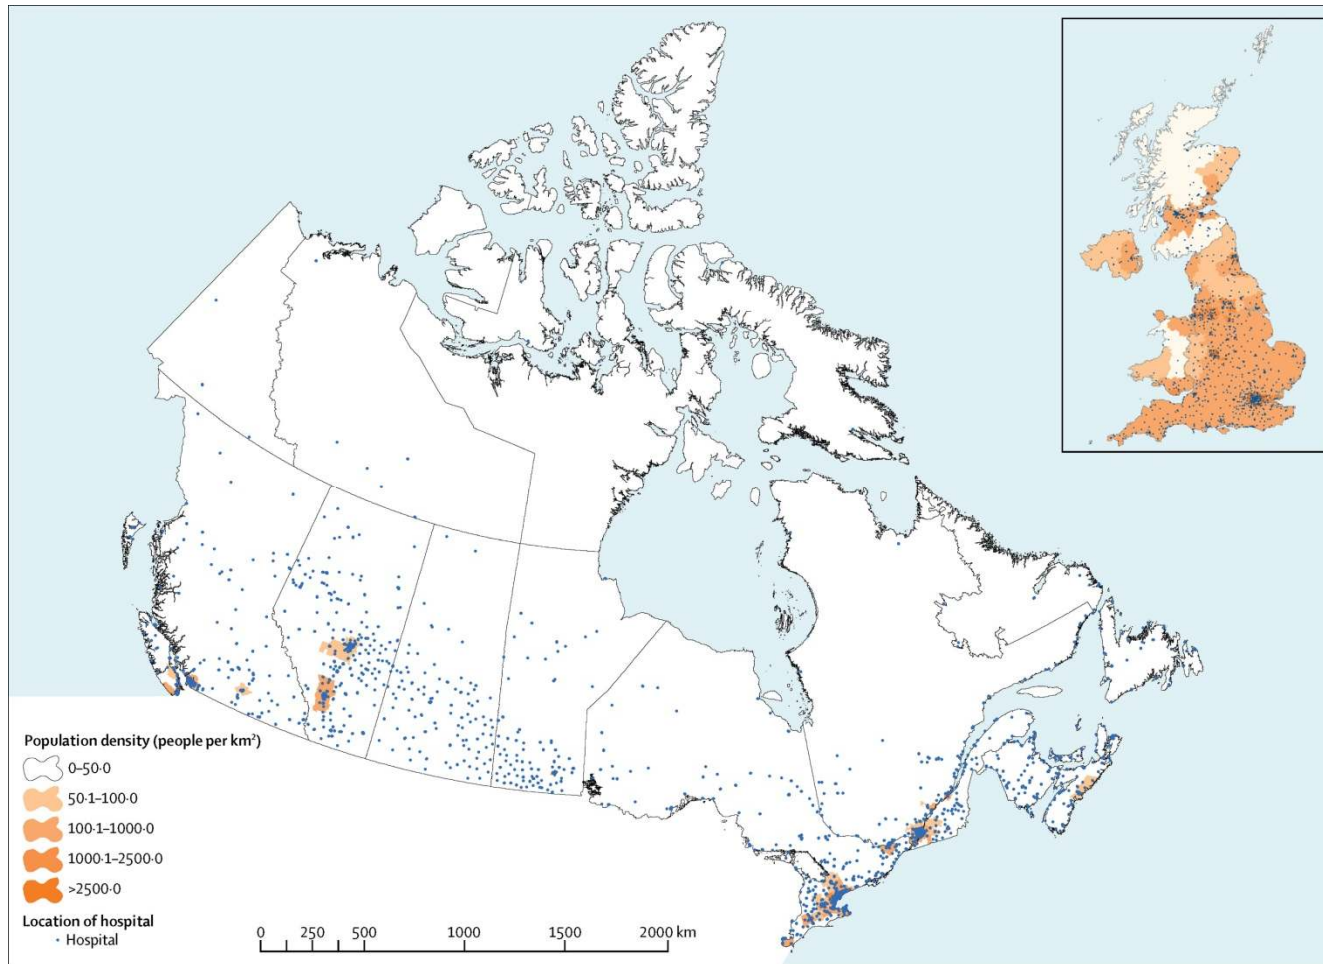 Population density (people per km²)
0–50·0
50·1–100·0
100·1–1000·0
1000·1–2500·0
>2500·0
Location of hospital
Hospital
0 250 500 1000 1500 2000 km